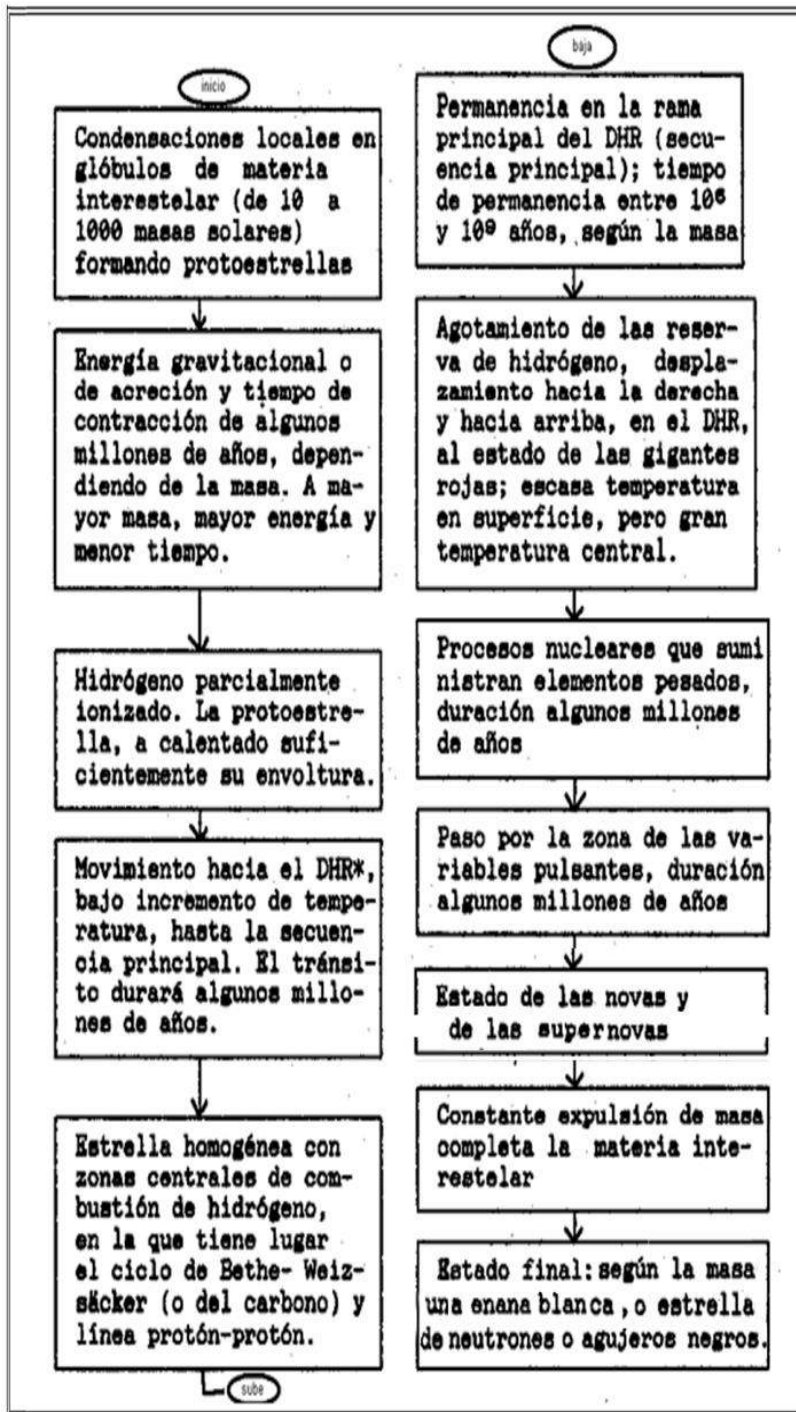 inicio
Condensaciones locales en
glóbulos de materia
interestelar (de 10 a
1000 masas solares)
formando protoestrellas
Energía gravitacional o
de acreción y tiempo de
contracción de algunos
millones de años, depen-
diendo de la masa. A ma-
yor masa, mayor energía y
menor tiempo.
Hidrógeno parcialmente
ionizado. La protoestre-
lla, a calentado sufi-
cientemente su envoltura.
Movimiento hacia el DHR*,
bajo incremento de tempe-
ratura, hasta la secuen-
cia principal. El tránsi-
to durará algunos millo-
nes de años.
Estrella homogénea con
zonas centrales de com-
bustión de hidrógeno,
en la que tiene lugar
el ciclo de Bethe- Weiz-
säcker (o del carbono) y
línea protón-protón.
sube
baja
Permanencia en la rama
principal del DHR (secu-
encia principal); tiempo
de permanencia entre 10⁶
y 10⁹ años, según la masa
Agotamiento de las reser-
va de hidrógeno, despla-
zamiento hacia la derecha
y hacia arriba, en el DHR,
al estado de las gigantes
rojas; escasa temperatura
en superficie, pero gran
temperatura central.
Procesos nucleares que sumi
nistran elementos pesados,
duración algunos millones
de años
Paso por la zona de las va-
riables pulsantes, duración
algunos millones de años
Estado de las novas y
de las supernovas
Constante expulsión de masa
completa la materia inte-
restelar
Estado final: según la masa
una enana blanca, o estrella
de neutrones o agujeros negros.